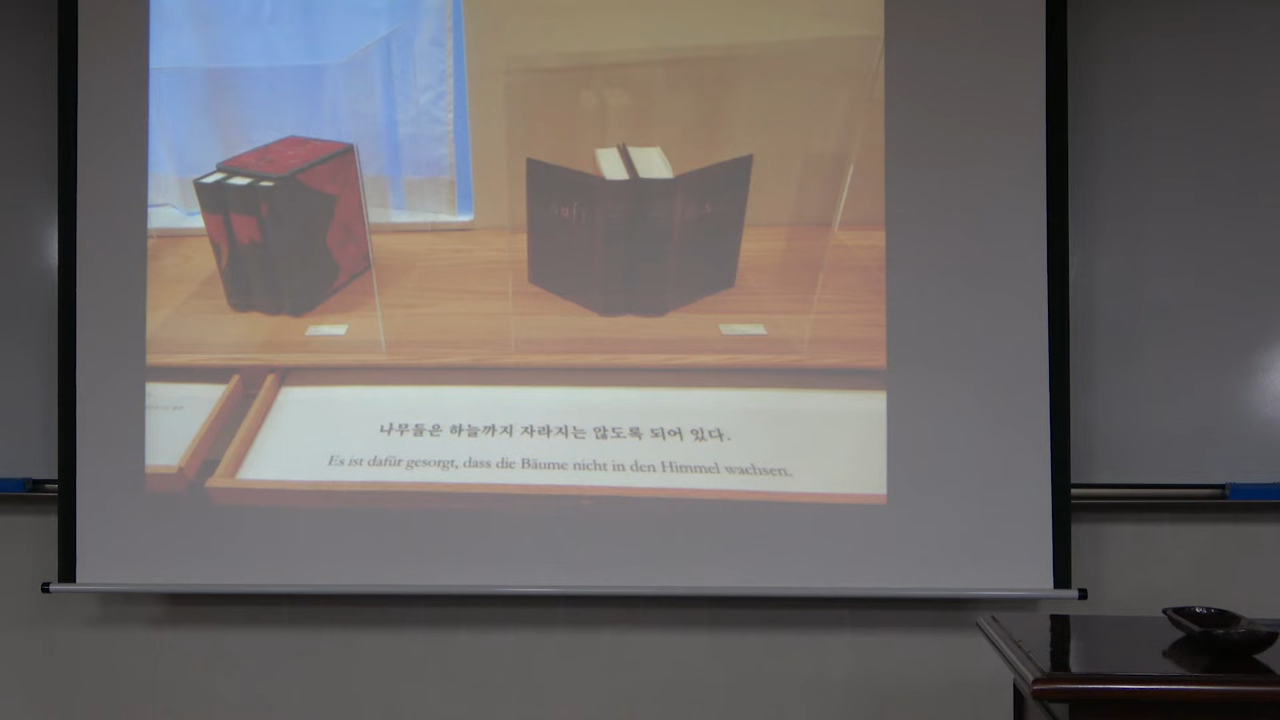 나무들은 하늘까지 자라지는 않도록 되어 있다.
Es ist dafür gesorgt, dass die Bäume nicht in den Himmel wachsen.